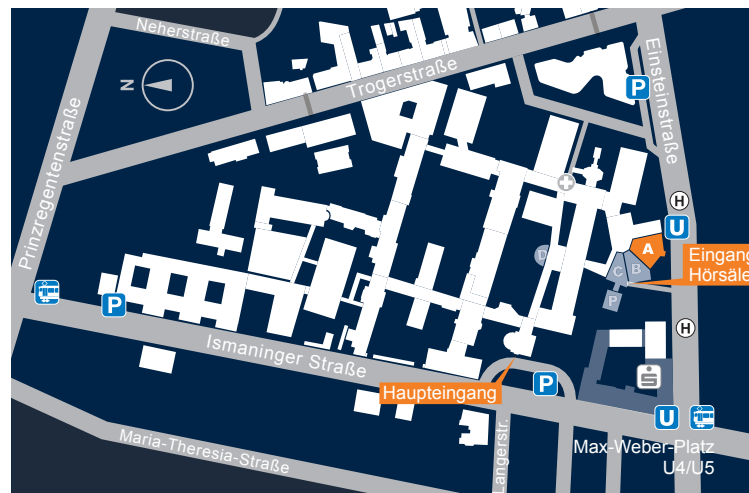 Neherstraße
Trogerstraße
Einsteinstraße
Prinzregentenstraße
N
P
H
U
A
B
C
D
P
Eingang
Hörsäle
P
Ismaninger Straße
H
Haupteingang
P
S
U
Max-Weber-Platz
U4/U5
Langerstr.
Maria-Theresia-Straße